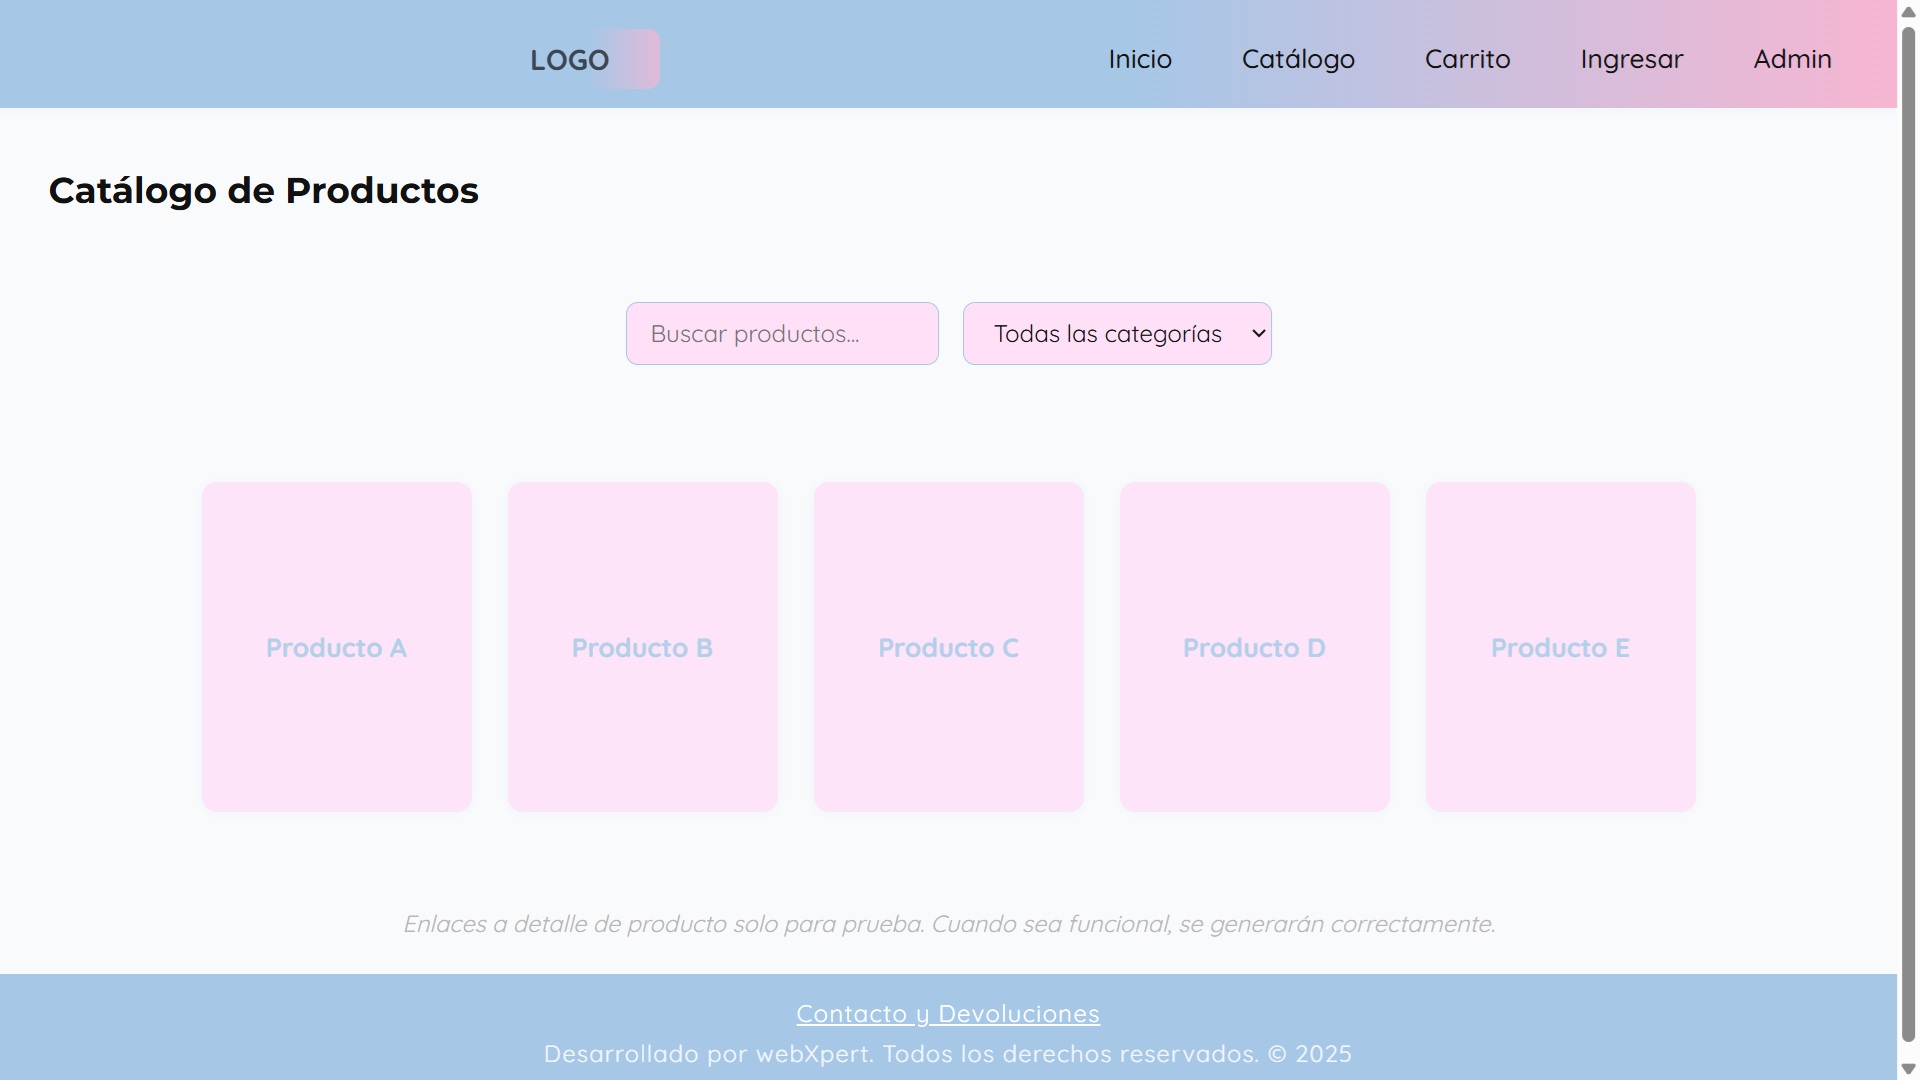 LOGO
Inicio Catálogo Carrito Ingresar Admin
Catálogo de Productos
Buscar productos... Todas las categorías
Producto A Producto B Producto C Producto D Producto E
Enlaces a detalle de producto solo para prueba. Cuando sea funcional, se generarán correctamente.
Contacto y Devoluciones
Desarrollado por webXpert. Todos los derechos reservados. © 2025